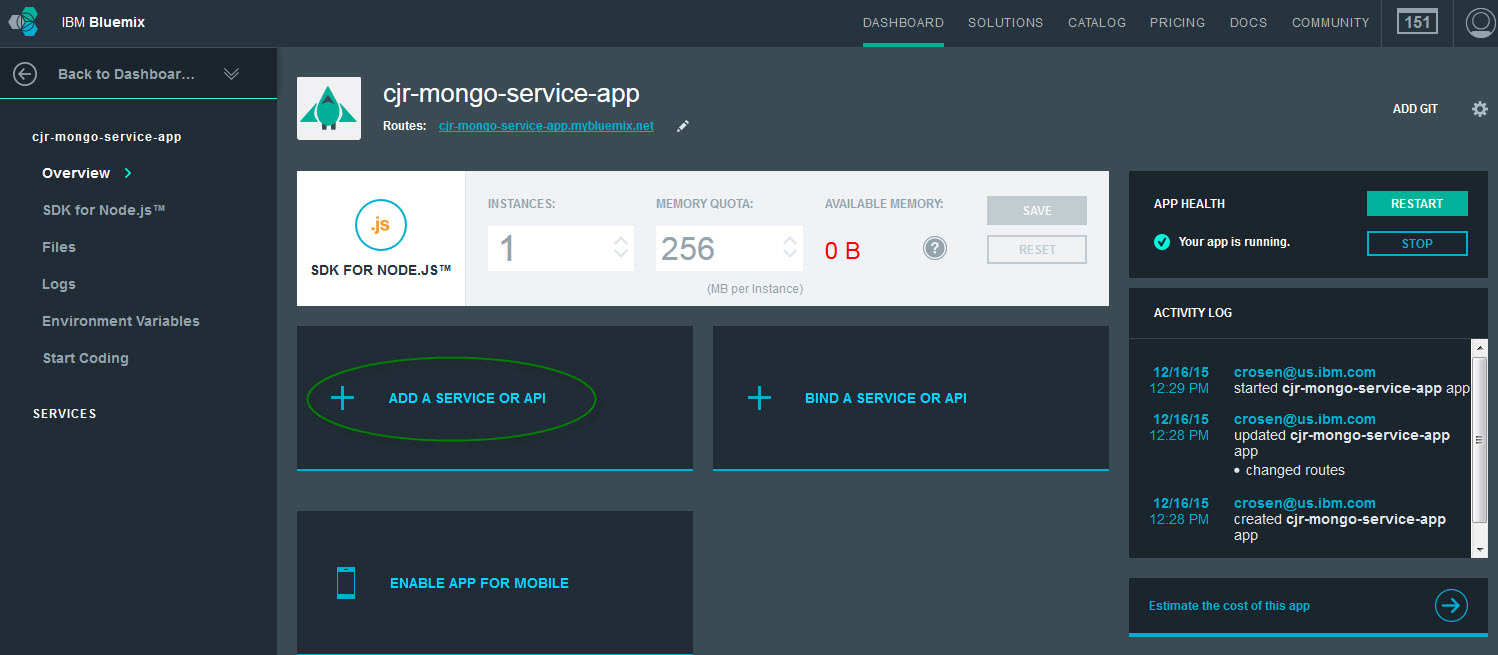 IBM Bluemix
DASHBOARD SOLUTIONS CATALOG PRICING DOCS COMMUNITY 151
Back to Dashboar...
cjr-mongo-service-app
Overview
SDK for Node.js™
Files
Logs
Environment Variables
Start Coding
SERVICES
cjr-mongo-service-app
Routes: cjr-mongo-service-app.mybluemix.net
ADD GIT
.js
SDK FOR NODE.JS™
INSTANCES:
1
MEMORY QUOTA:
256
(MB per Instance)
AVAILABLE MEMORY:
0 B
?
SAVE
RESET
ADD A SERVICE OR API
BIND A SERVICE OR API
ENABLE APP FOR MOBILE
APP HEALTH
RESTART
Your app is running.
STOP
ACTIVITY LOG
12/16/15 crosen@us.ibm.com
12:29 PM started cjr-mongo-service-app app
12/16/15 crosen@us.ibm.com
12:28 PM updated cjr-mongo-service-app
app
• changed routes
12/16/15 crosen@us.ibm.com
12:28 PM created cjr-mongo-service-app
app
Estimate the cost of this app